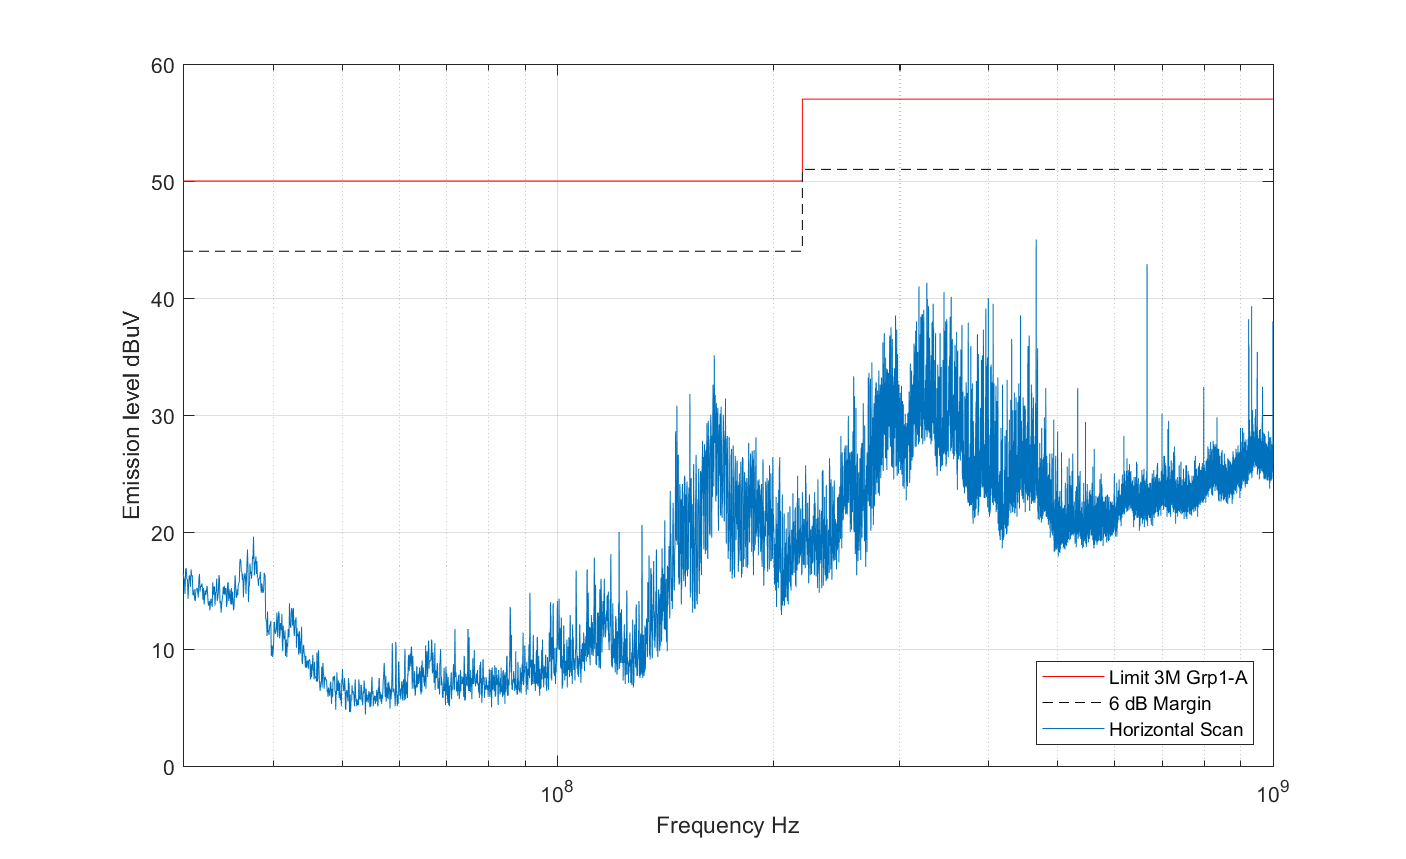 60
50
40
30
20
10
0
Emission level dBuV
10^8
10^9
Frequency Hz
Limit 3M Grp1-A
6 dB Margin
Horizontal Scan